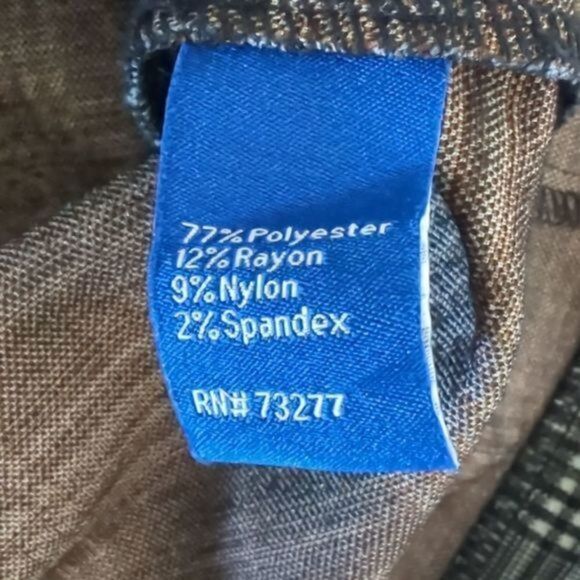 77% Polyester
12% Rayon
9% Nylon
2% Spandex
RN# 73277